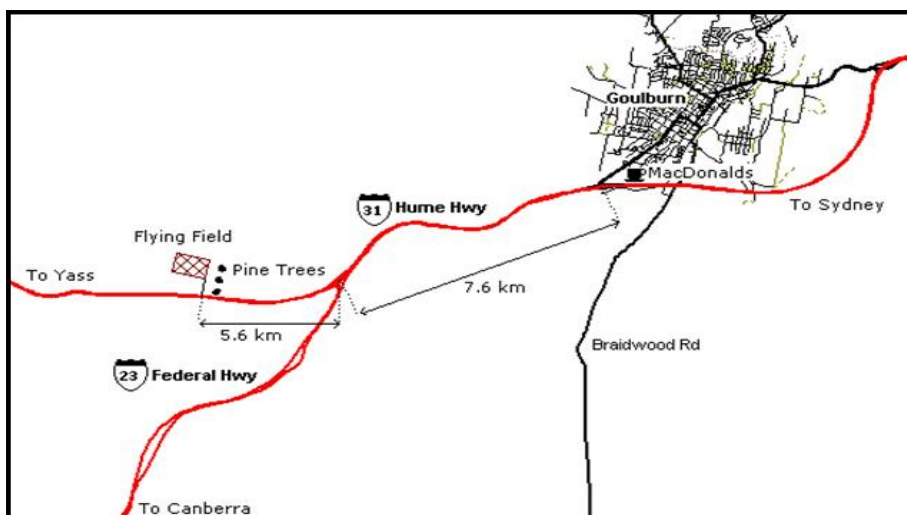 Goulburn
MacDonalds
31 Hume Hwy
To Sydney
Flying Field
Pine Trees
To Yass
7.6 km
5.6 km
Braidwood Rd
23 Federal Hwy
To Canberra